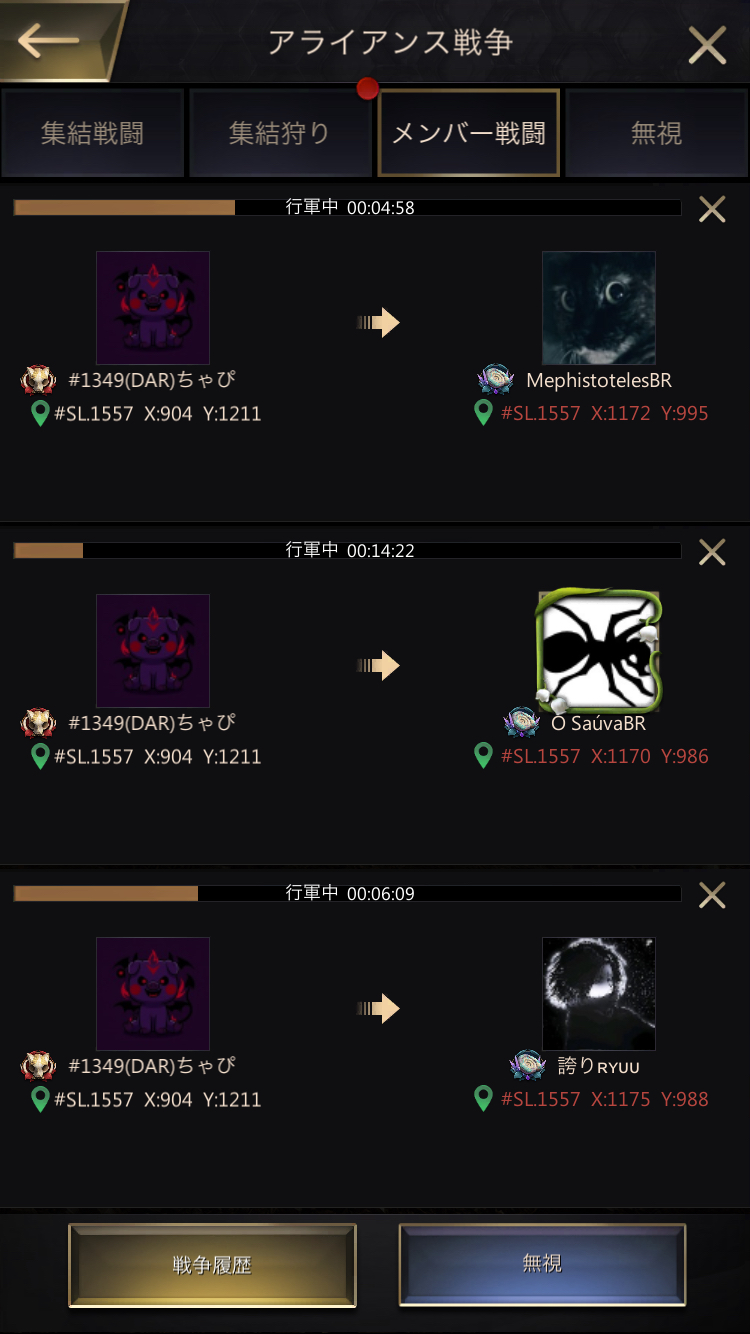 アライアンス戦争
集結戦闘 集結狩り メンバー戦闘 無視
行軍中 00:04:58
#1349(DAR)ちゃぴ MephistotelesBR
#SL.1557 X:904 Y:1211 #SL.1557 X:1172 Y:995
行軍中 00:14:22
#1349(DAR)ちゃぴ O SaúvaBR
#SL.1557 X:904 Y:1211 #SL.1557 X:1170 Y:986
行軍中 00:06:09
#1349(DAR)ちゃぴ 誇りʀʏᴜᴜ
#SL.1557 X:904 Y:1211 #SL.1557 X:1175 Y:988
戦争履歴 無視